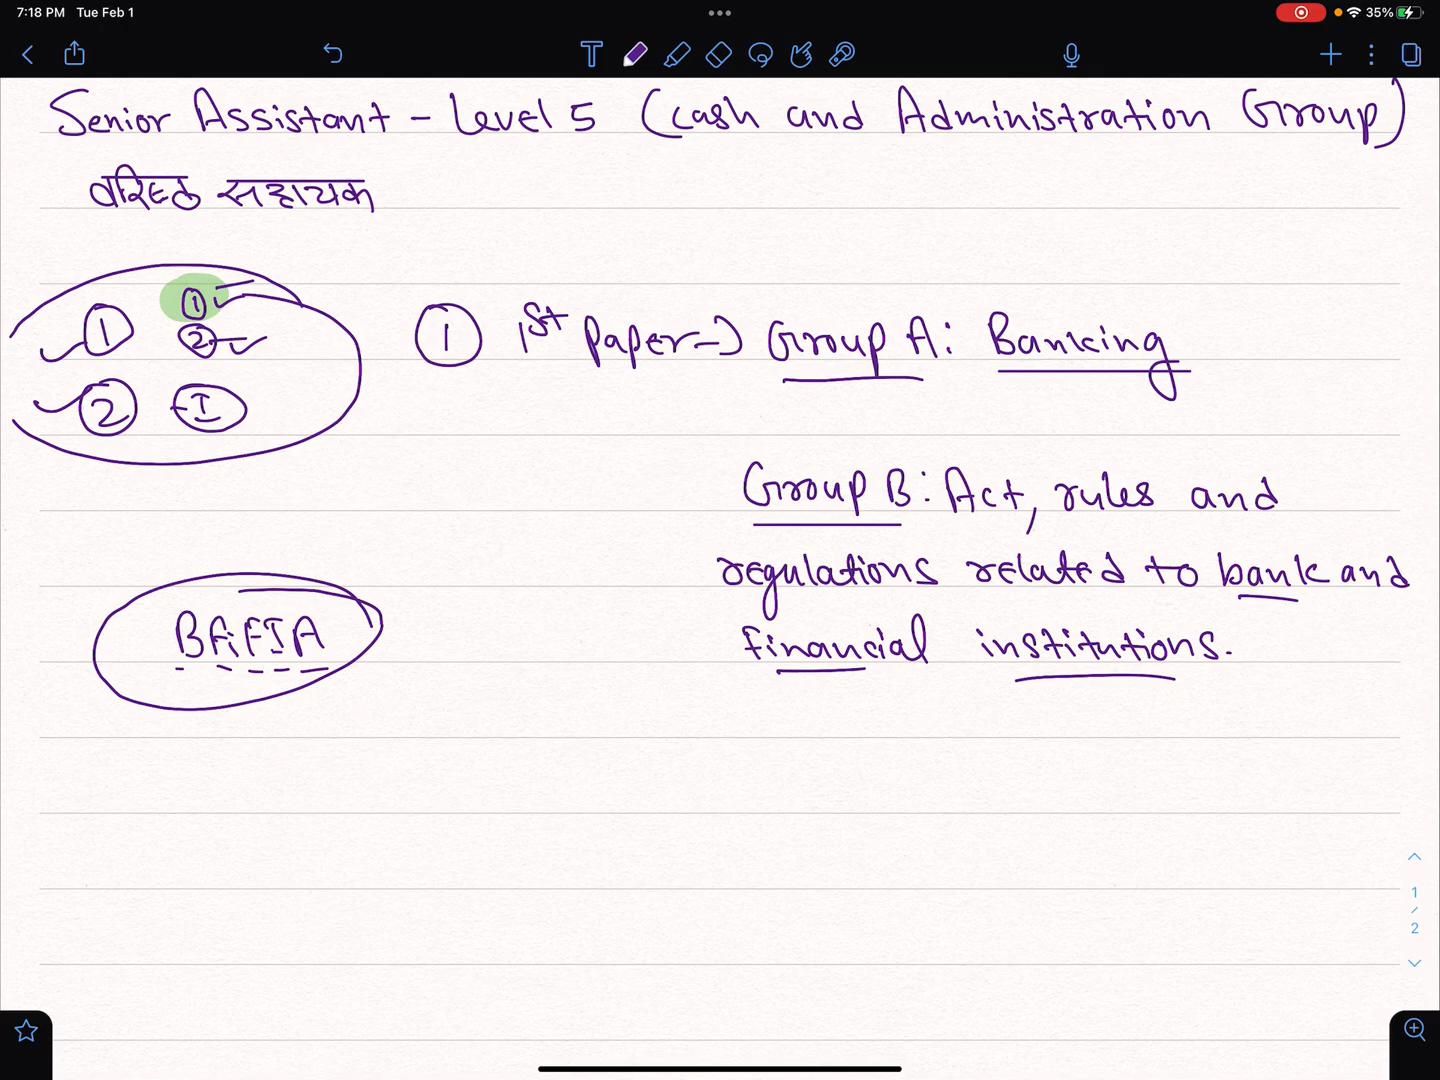 7:18 PM Tue Feb 1
35%
Senior Assistant - Level 5 (Cash and Administration Group)
वरिष्ठ सहायक
1 1
2
2 I
1 1st Paper → Group A: Banking
Group B: Act, rules and
regulations related to bank and
financial institutions.
BAFIA
1
/
2